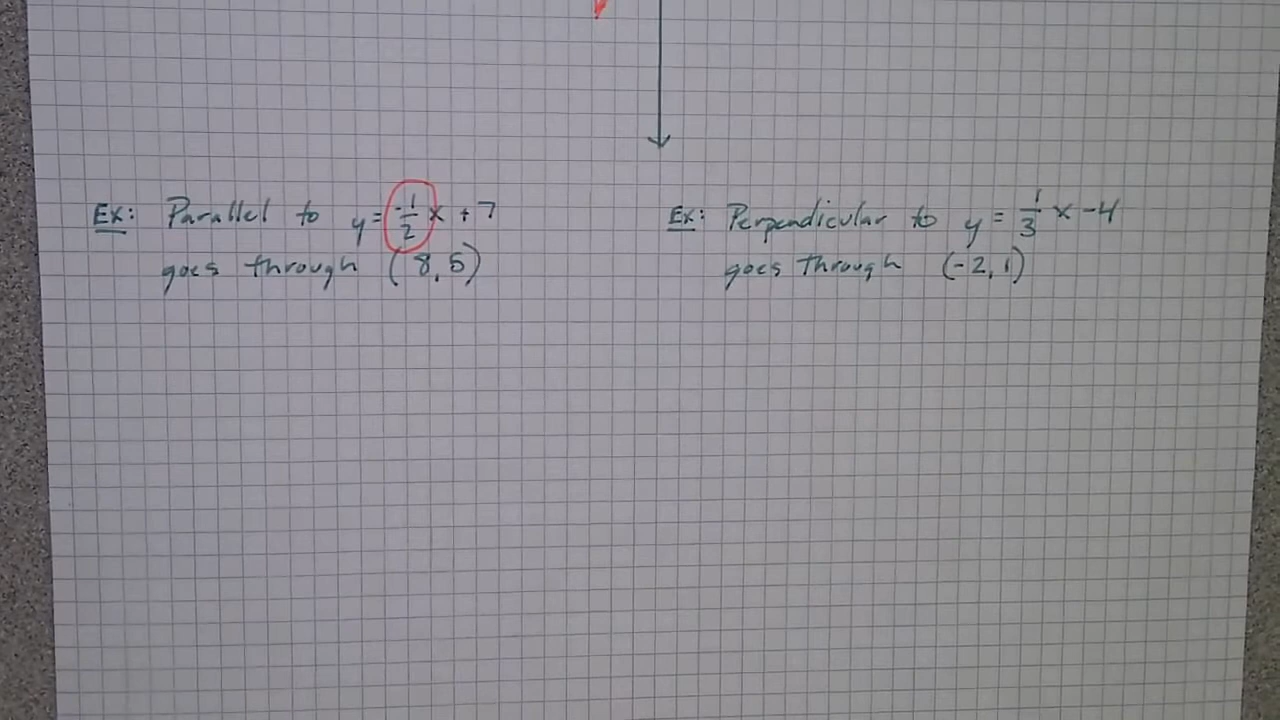 Ex: Parallel to y = -1/2 x + 7
goes through (8, 5)
Ex: Perpendicular to y = 1/3 x - 4
goes through (-2, 1)